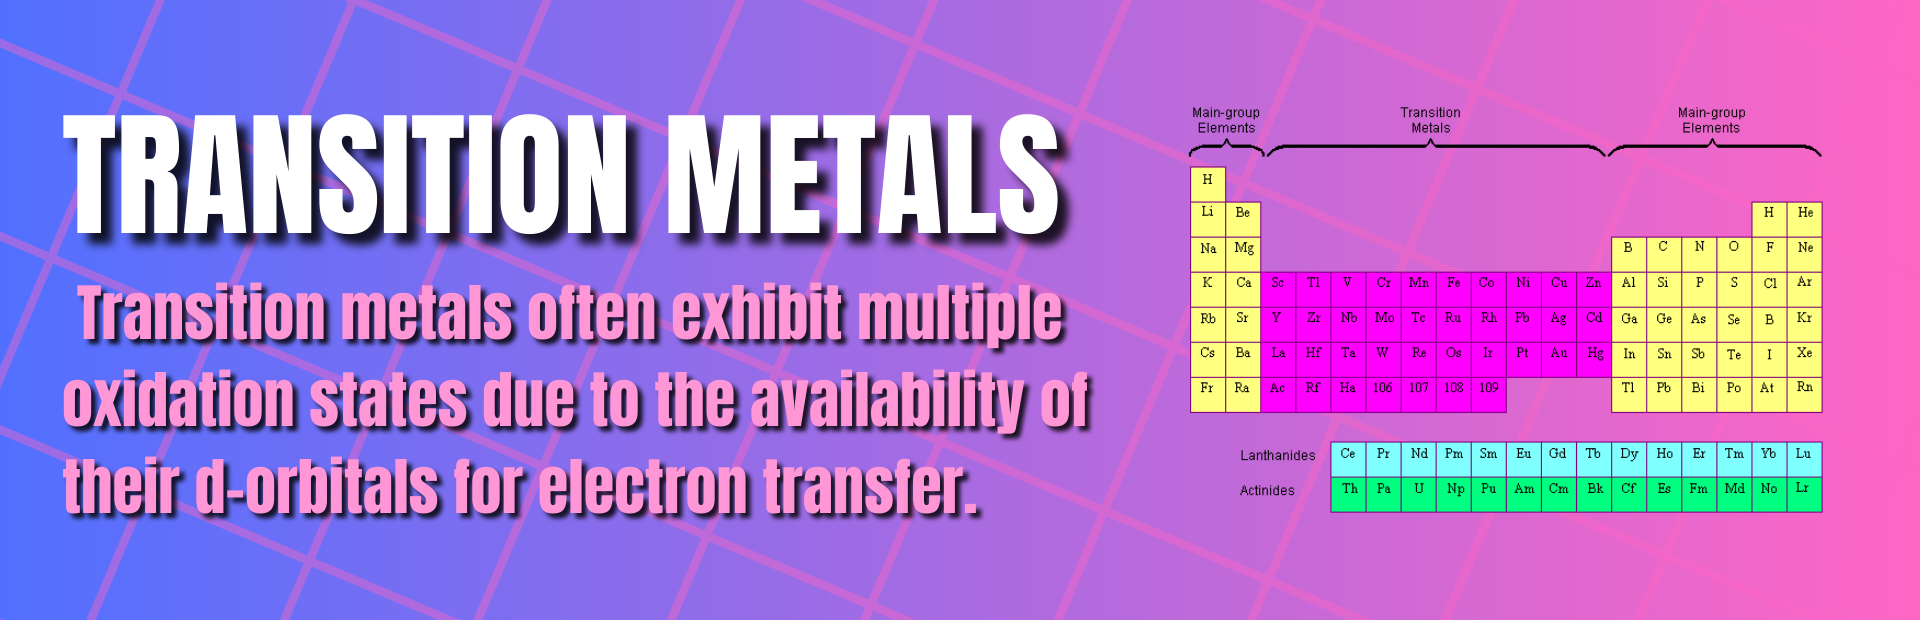 TRANSITION METALS
Transition metals often exhibit multiple
oxidation states due to the availability of
their d-orbitals for electron transfer.
Main-group
Elements
Transition
Metals
Main-group
Elements
H
Li Be H He
Na Mg B C N O F Ne
K Ca Sc Tl V Cr Mn Fe Co Ni Cu Zn Al Si P S Cl Ar
Rb Sr Y Zr Nb Mo Tc Ru Rh Pb Ag Cd Ga Ge As Se B Kr
Cs Ba La Hf Ta W Re Os Ir Pt Au Hg In Sn Sb Te I Xe
Fr Ra Ac Rf Ha 106 107 108 109 Tl Pb Bi Po At Rn
Lanthanides Ce Pr Nd Pm Sm Eu Gd Tb Dy Ho Er Tm Yb Lu
Actinides Th Pa U Np Pu Am Cm Bk Cf Es Fm Md No Lr